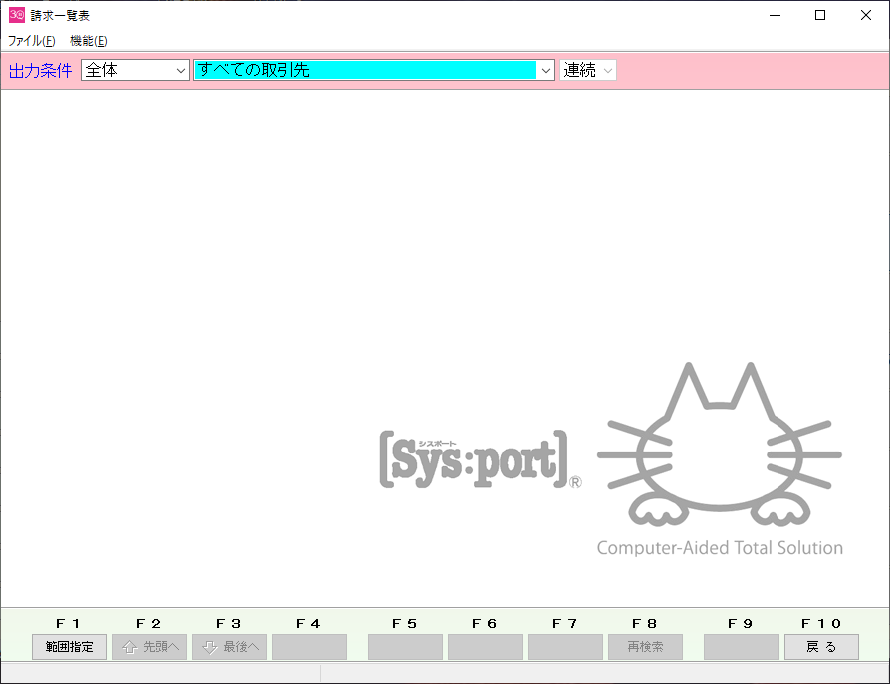 3Q 請求一覧表
ファイル(F) 機能(E)
出力条件 全体 すべての取引先 連続
[Sys:port]®
シスポート
Computer-Aided Total Solution
F1 F2 F3 F4 F5 F6 F7 F8 F9 F10
範囲指定 先頭へ 最後へ 再検索 戻る